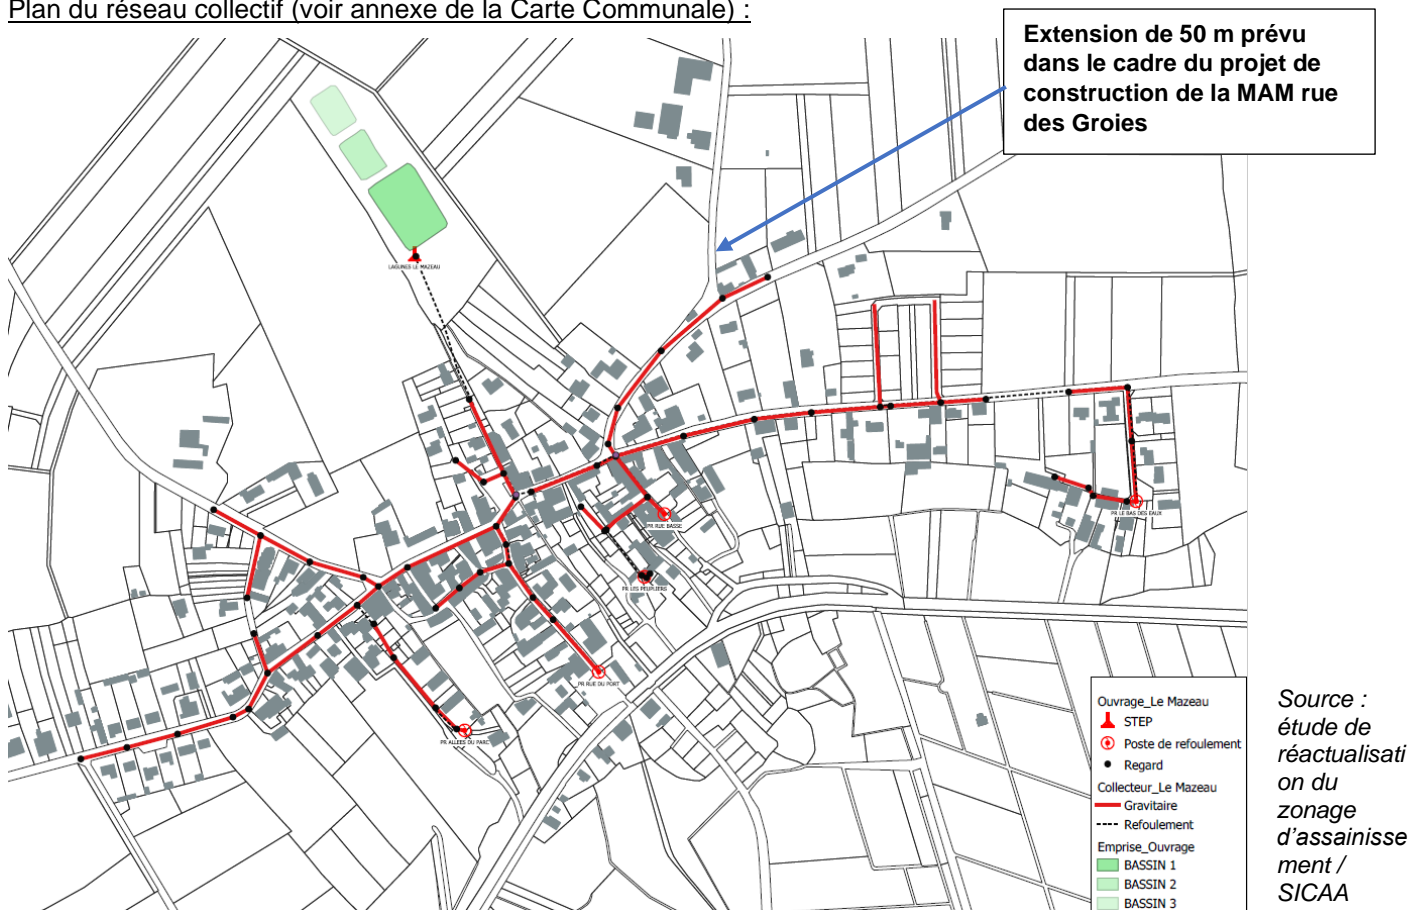 Plan du réseau collectif (voir annexe de la Carte Communale) :
Extension de 50 m prévu
dans le cadre du projet de
construction de la MAM rue
des Groies
LAGUNES LE MAZEAU
PR LE BAS DES EAUX
PR RUE BASSE
PR LES PEUPLIERS
PR RUE DU PORT
PR ALLEES DU PARC
Ouvrage_Le Mazeau
STEP
Poste de refoulement
Regard
Collecteur_Le Mazeau
Gravitaire
Refoulement
Emprise_Ouvrage
BASSIN 1
BASSIN 2
BASSIN 3
Source :
étude de
réactualisati
on du
zonage
d'assainisse
ment /
SICAA